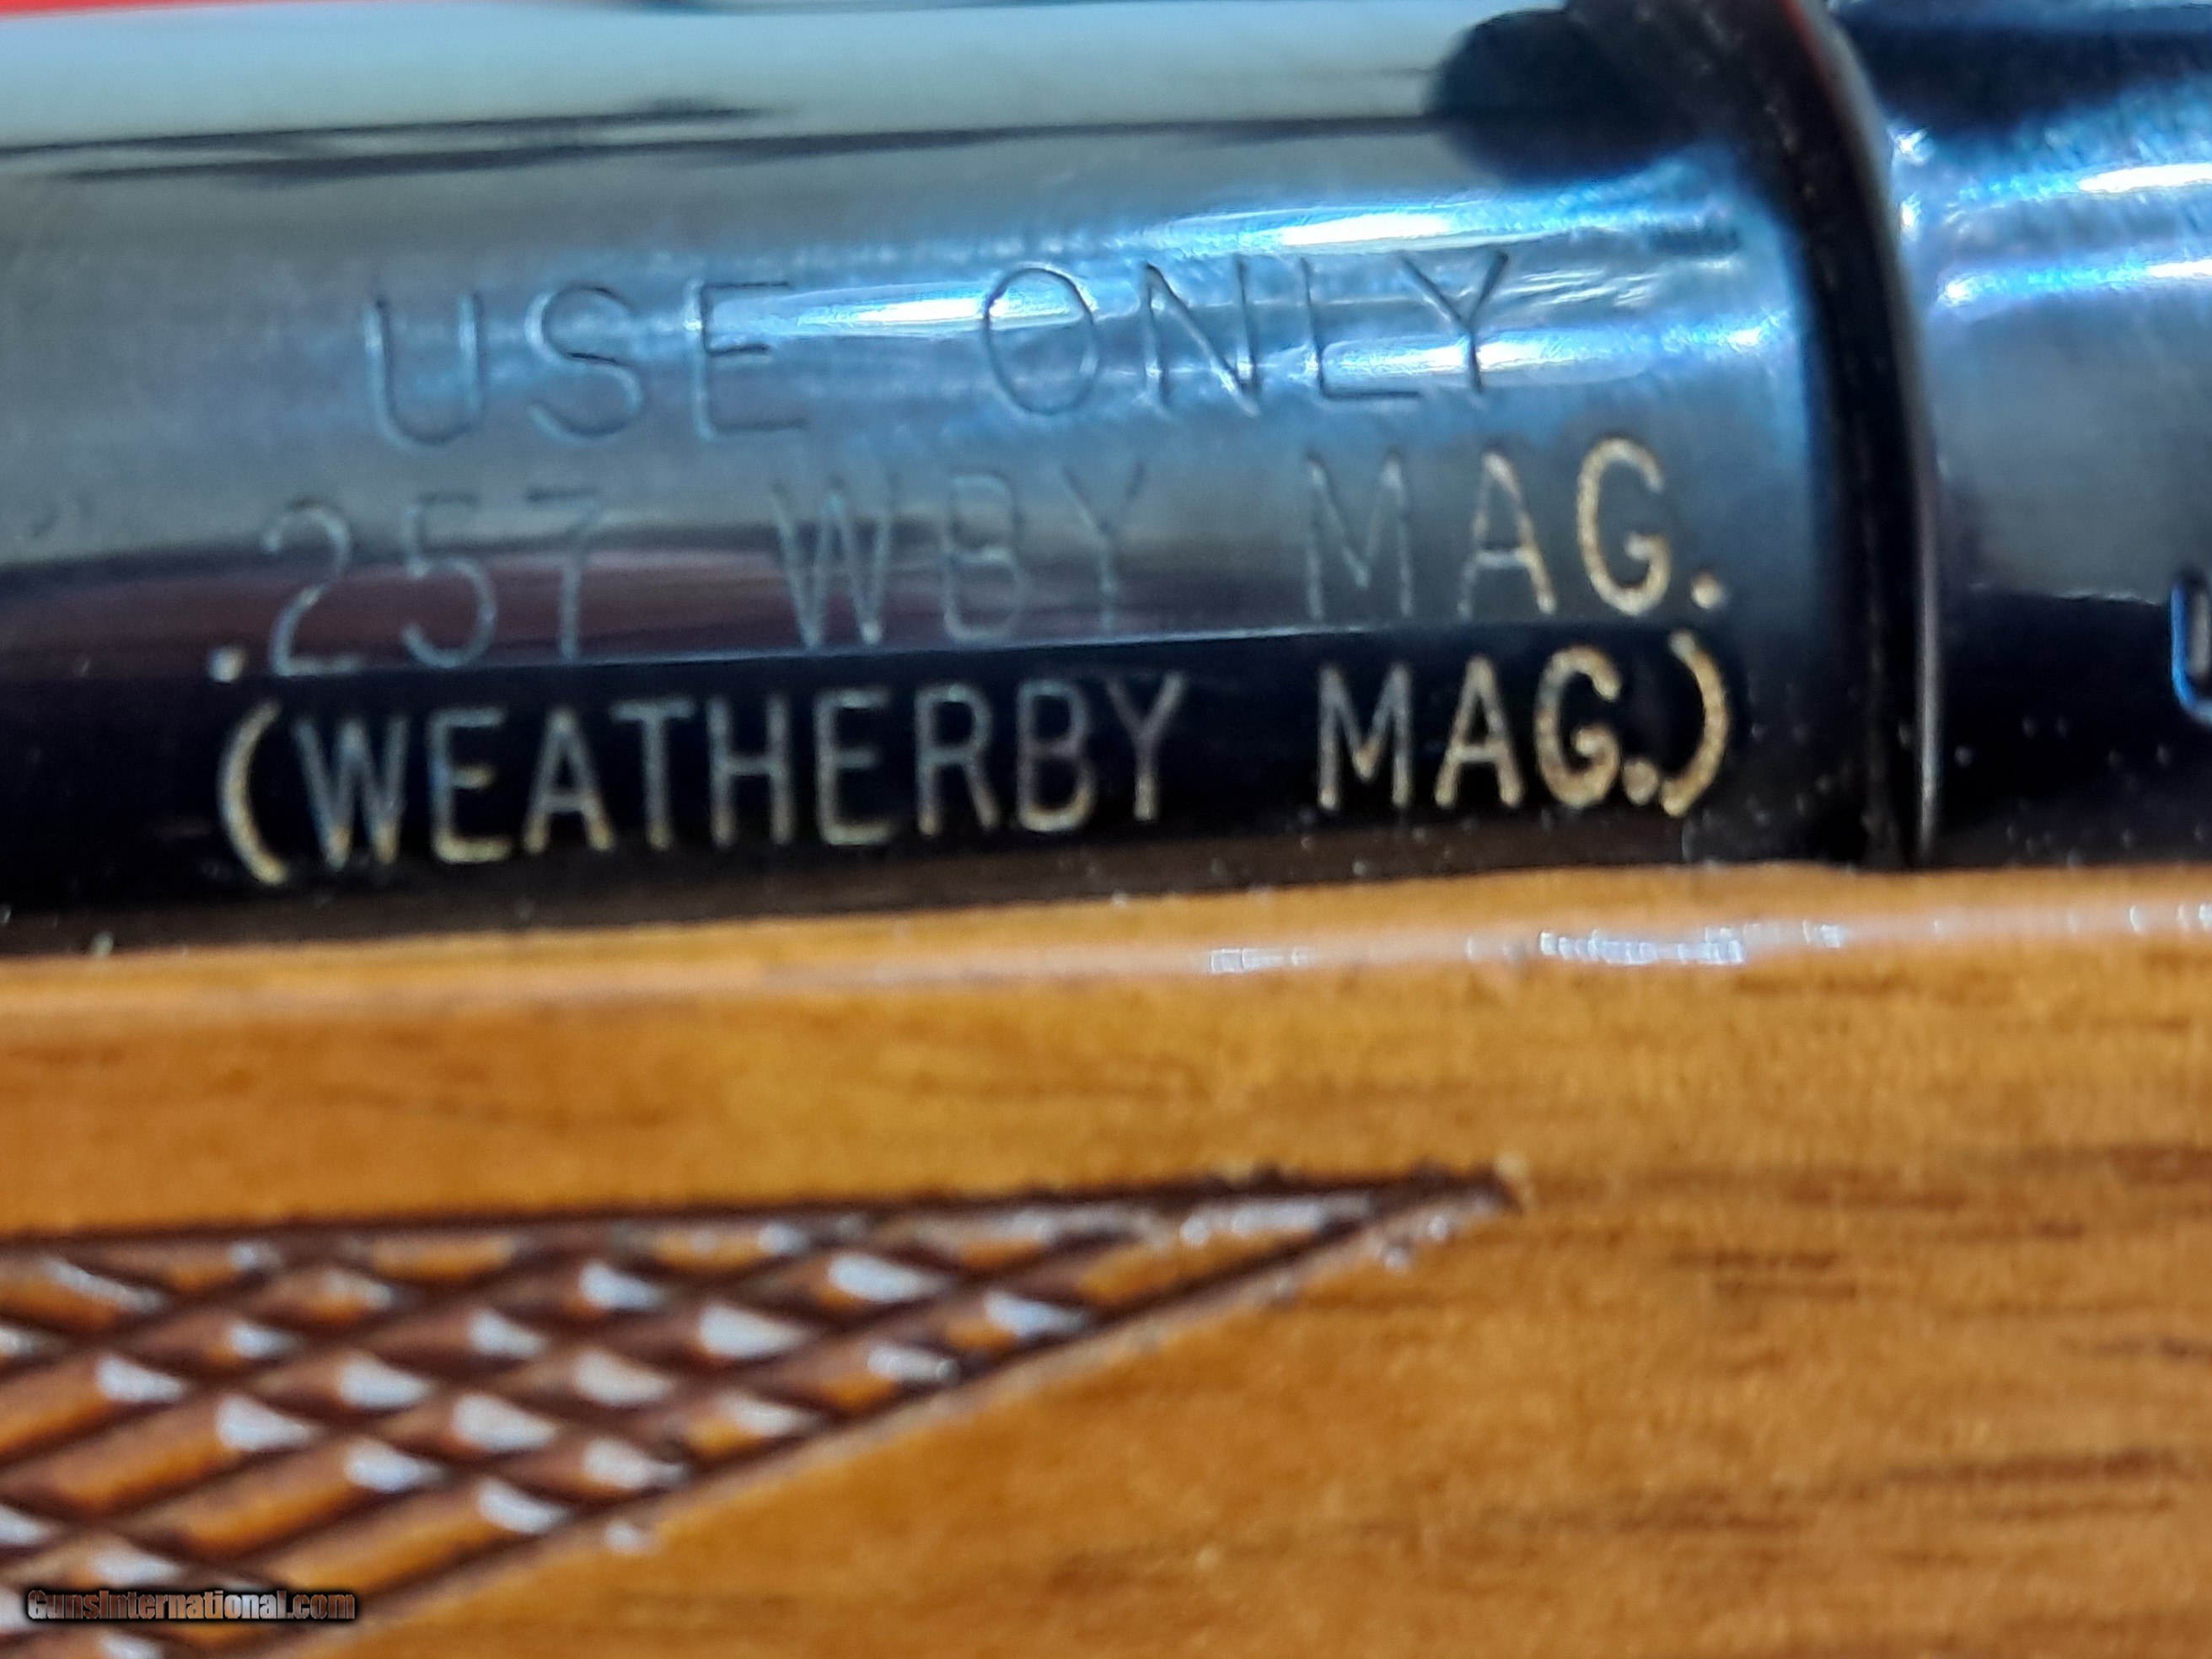 USE ONLY
.257 WBY MAG.
(WEATHERBY MAG.)
GunsInternational.com